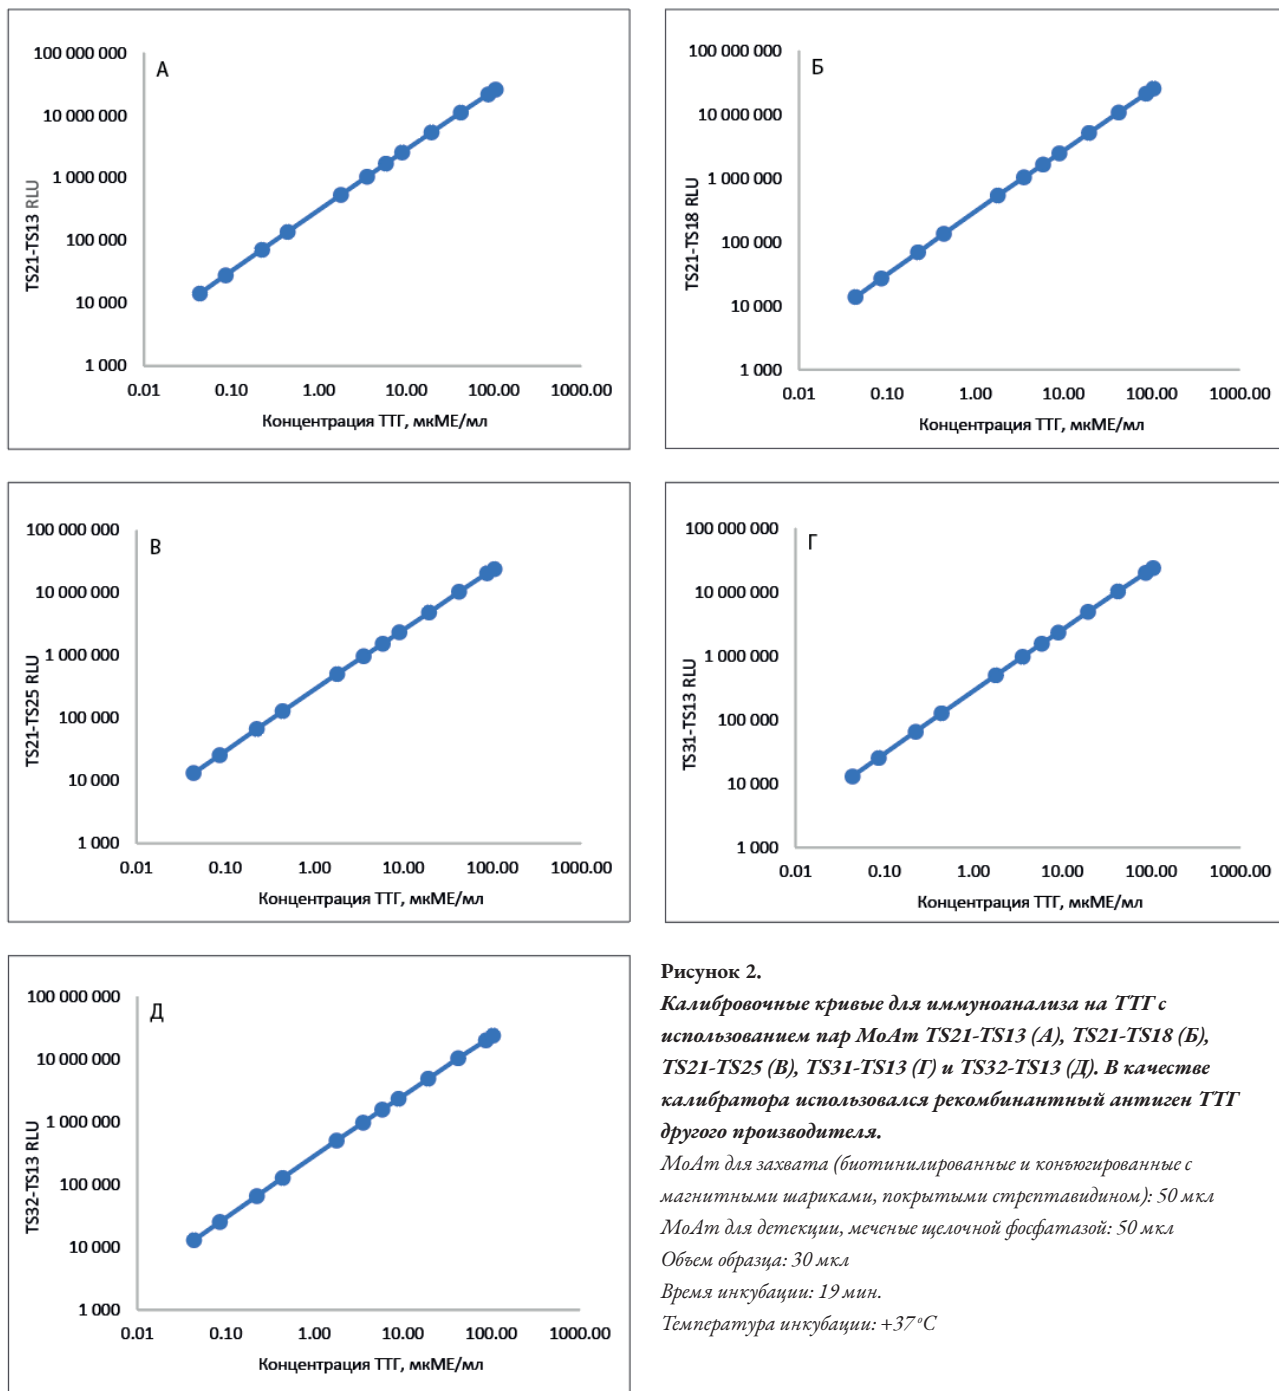 А
100 000 000
10 000 000
1 000 000
100 000
10 000
1 000
TS21-TS13 RLU
0.01 0.10 1.00 10.00 100.00 1000.00
Концентрация ТТГ, мкМЕ/мл
Б
100 000 000
10 000 000
1 000 000
100 000
10 000
1 000
TS21-TS18 RLU
0.01 0.10 1.00 10.00 100.00 1000.00
Концентрация ТТГ, мкМЕ/мл
В
100 000 000
10 000 000
1 000 000
100 000
10 000
1 000
TS21-TS25 RLU
0.01 0.10 1.00 10.00 100.00 1000.00
Концентрация ТТГ, мкМЕ/мл
Г
100 000 000
10 000 000
1 000 000
100 000
10 000
1 000
TS31-TS13 RLU
0.01 0.10 1.00 10.00 100.00 1000.00
Концентрация ТТГ, мкМЕ/мл
Д
100 000 000
10 000 000
1 000 000
100 000
10 000
1 000
TS32-TS13 RLU
0.01 0.10 1.00 10.00 100.00 1000.00
Концентрация ТТГ, мкМЕ/мл
Рисунок 2.
Калибровочные кривые для иммуноанализа на ТТГ с
использованием пар МоАт TS21-TS13 (А), TS21-TS18 (Б),
TS21-TS25 (В), TS31-TS13 (Г) и TS32-TS13 (Д). В качестве
калибратора использовался рекомбинантный антиген ТТГ
другого производителя.
МоАт для захвата (биотинилированные и конъюгированные с
магнитными шариками, покрытыми стрептавидином): 50 мкл
МоАт для детекции, меченые щелочной фосфатазой: 50 мкл
Объем образца: 30 мкл
Время инкубации: 19 мин.
Температура инкубации: +37°C